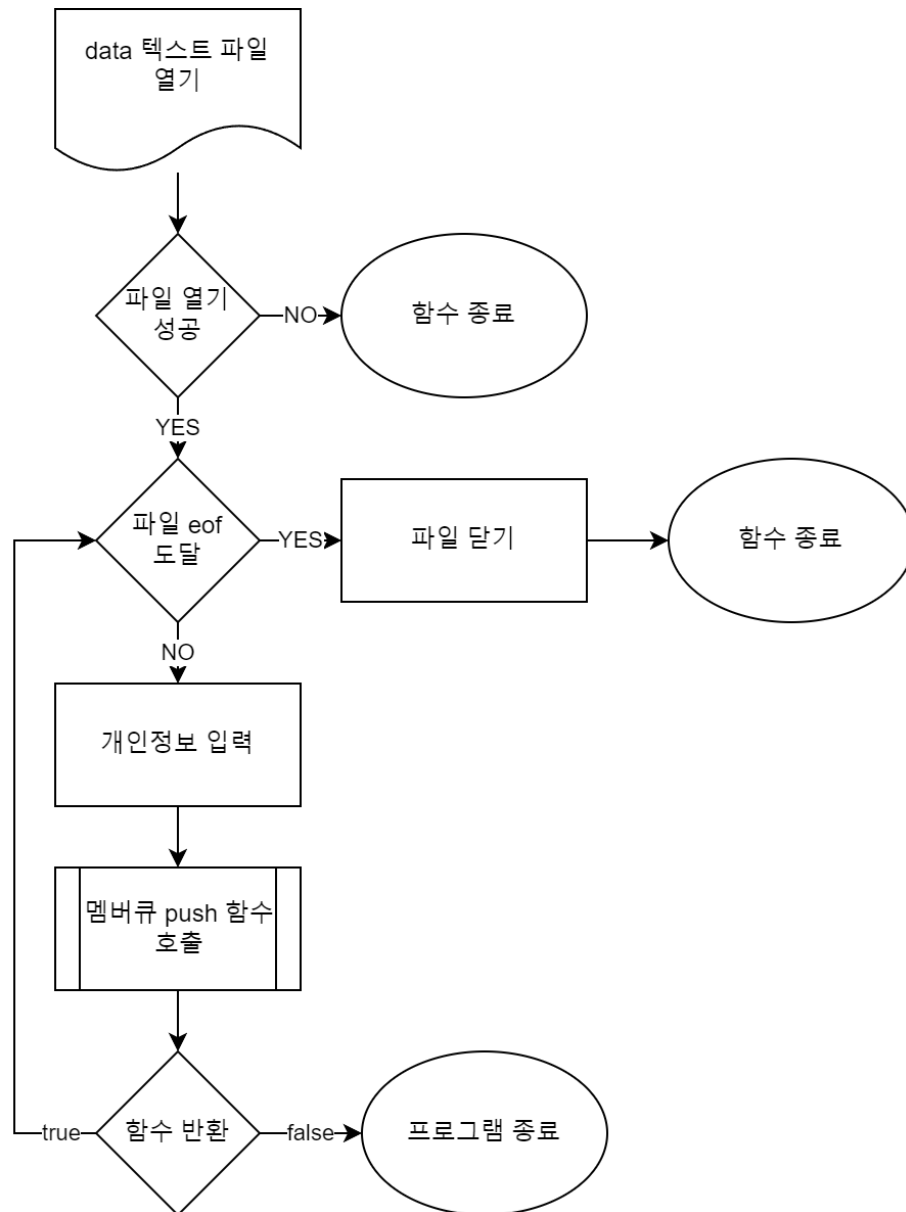 data 텍스트 파일
열기
파일 열기
성공
NO
함수 종료
YES
파일 eof
도달
YES
파일 닫기
함수 종료
NO
개인정보 입력
멤버큐 push 함수
호출
true
함수 반환
false
프로그램 종료